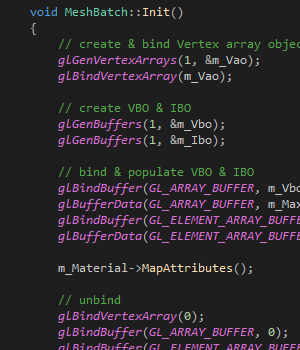 void MeshBatch::Init()
{
// create & bind Vertex array
glGenVertexArrays(1, &m_Vao);
glBindVertexArray(m_Vao);
// create VBO & IBO
glGenBuffers(1, &m_Vbo);
glGenBuffers(1, &m_Ibo);
// bind & populate VBO & IBO
glBindBuffer(GL_ARRAY_BUFFER, m_Vbo
glBufferData(GL_ARRAY_BUFFER, m_Max
glBindBuffer(GL_ELEMENT_ARRAY_BUFFE
glBufferData(GL_ELEMENT_ARRAY_BUFFE
m_Material->MapAttributes();
// unbind
glBindVertexArray(0);
glBindBuffer(GL_ARRAY_BUFFER, 0);
glBindBuffer(GL_ELEMENT_ARRAY_BUFFE